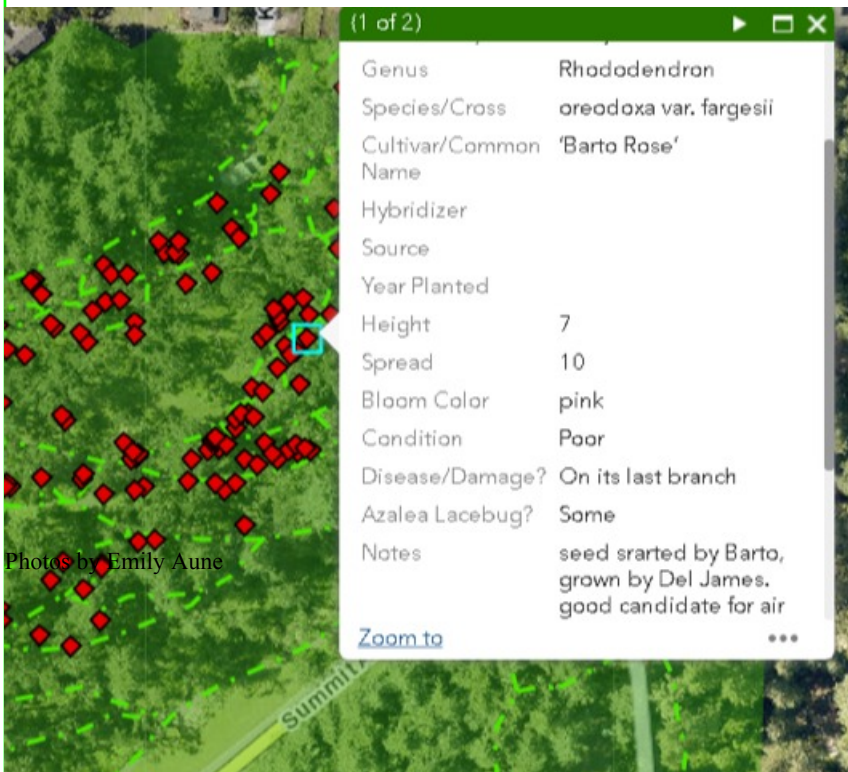 (1 of 2)
Genus Rhododendron
Species/Cross oreodoxa var. fargesii
Cultivar/Common 'Barto Rose'
Name
Hybridizer
Source
Year Planted
Height 7
Spread 10
Bloom Color pink
Condition Poor
Disease/Damage? On its last branch
Azalea Lacebug? Some
Notes seed srarted by Barto,
grown by Del James.
good candidate for air
Zoom to
Photos by Emily Aune
Summit